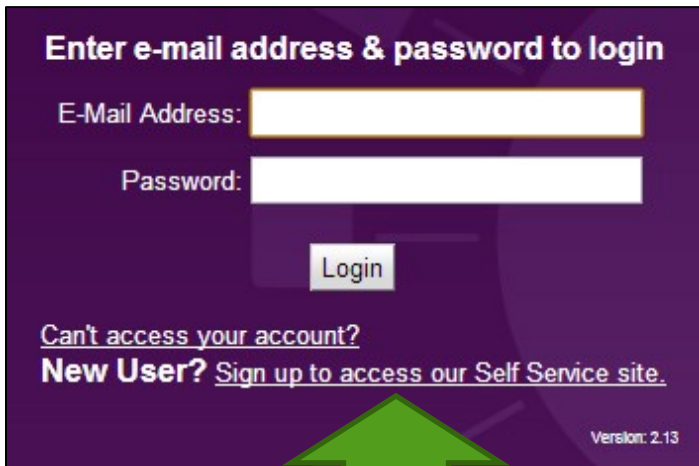 Enter e-mail address & password to login
E-Mail Address:
Password:
Login
Can't access your account?
New User? Sign up to access our Self Service site.
Version: 2.13